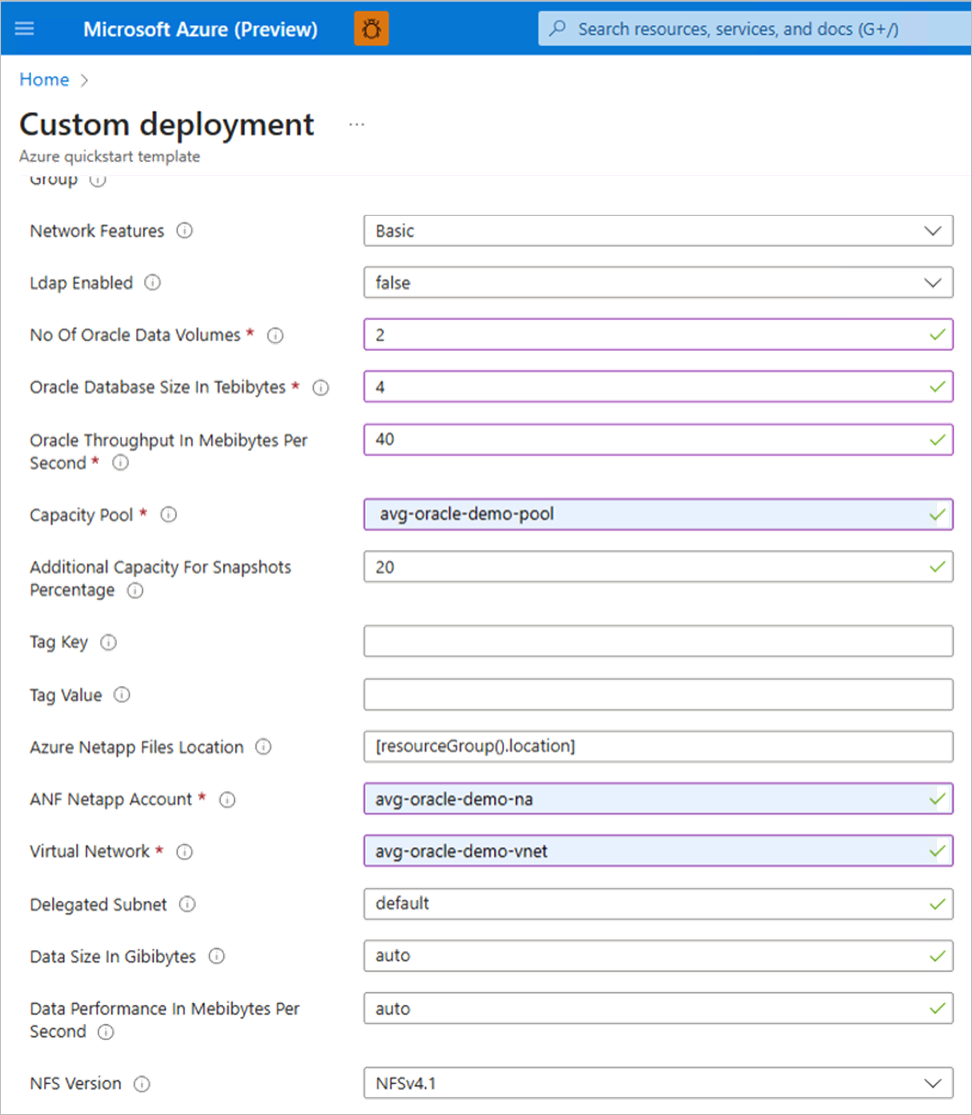 Microsoft Azure (Preview)
Search resources, services, and docs (G+/)
Home
Custom deployment
Azure quickstart template
Group
Network Features
Basic
Ldap Enabled
false
No Of Oracle Data Volumes *
2
Oracle Database Size In Tebibytes *
4
Oracle Throughput In Mebibytes Per
Second *
40
Capacity Pool *
avg-oracle-demo-pool
Additional Capacity For Snapshots
Percentage
20
Tag Key
Tag Value
Azure Netapp Files Location
[resourceGroup().location]
ANF Netapp Account *
avg-oracle-demo-na
Virtual Network *
avg-oracle-demo-vnet
Delegated Subnet
default
Data Size In Gibibytes
auto
Data Performance In Mebibytes Per
Second
auto
NFS Version
NFSv4.1